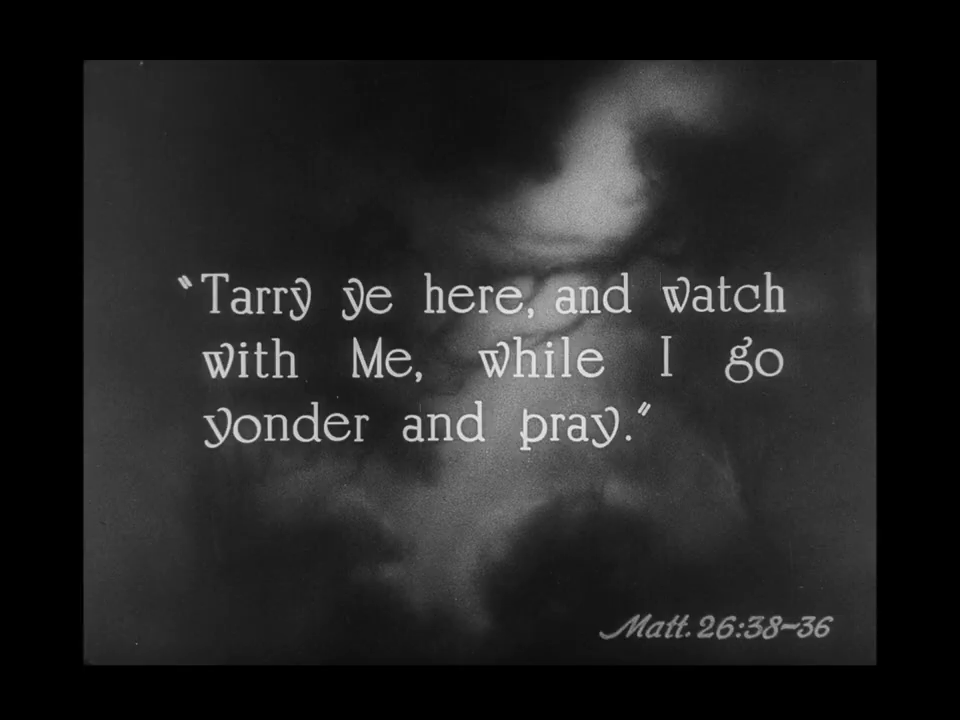 "Tarry ye here, and watch
with Me, while I go
yonder and pray."
Matt. 26:38~36